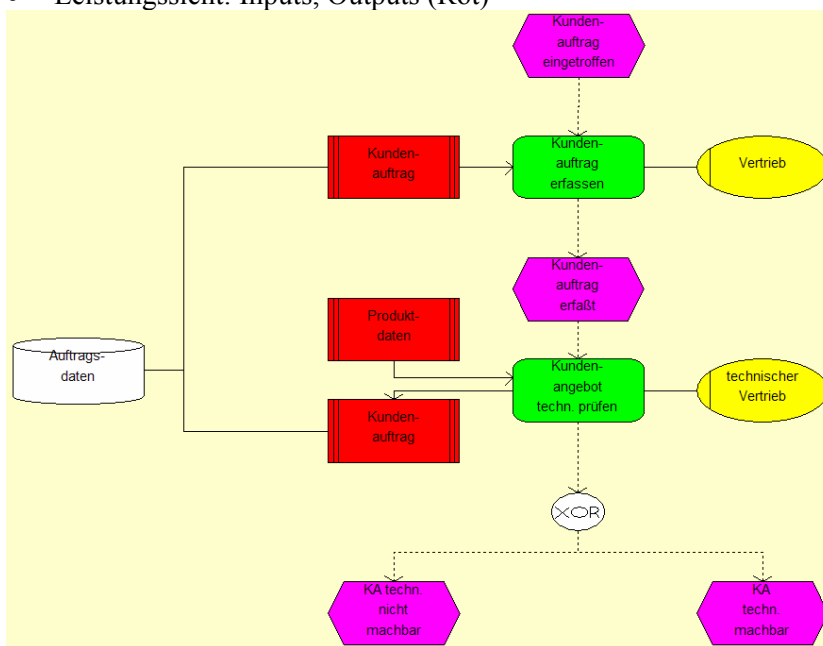 Leistungssicht: Inputs, Outputs (Rot)
Kunden-
auftrag
eingetroffen
Kunden-
auftrag
Kunden-
auftrag
erfassen
Vertrieb
Kunden-
auftrag
erfaßt
Produkt-
daten
Auftrags-
daten
Kunden-
angebot
techn. prüfen
technischer
Vertrieb
Kunden-
auftrag
XOR
KA techn.
nicht
machbar
KA
techn.
machbar